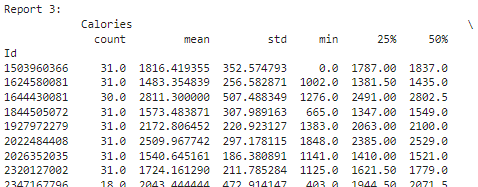 Report 3:
Calories \
count mean std min 25% 50%
Id
1503960366 31.0 1816.419355 352.574793 0.0 1787.00 1837.0
1624580081 31.0 1483.354839 256.582871 1002.0 1381.50 1435.0
1644430081 30.0 2811.300000 507.488349 1276.0 2491.00 2802.5
1844505072 31.0 1573.483871 307.989163 665.0 1347.00 1549.0
1927972279 31.0 2172.806452 220.923127 1383.0 2063.00 2100.0
2022484408 31.0 2509.967742 297.178115 1848.0 2385.00 2529.0
2026352035 31.0 1540.645161 186.380891 1141.0 1410.00 1521.0
2320127002 31.0 1724.161290 211.785284 1125.0 1621.50 1779.0
2347167796 18.0 2043.444444 472.914147 403.0 1944.50 2071.5